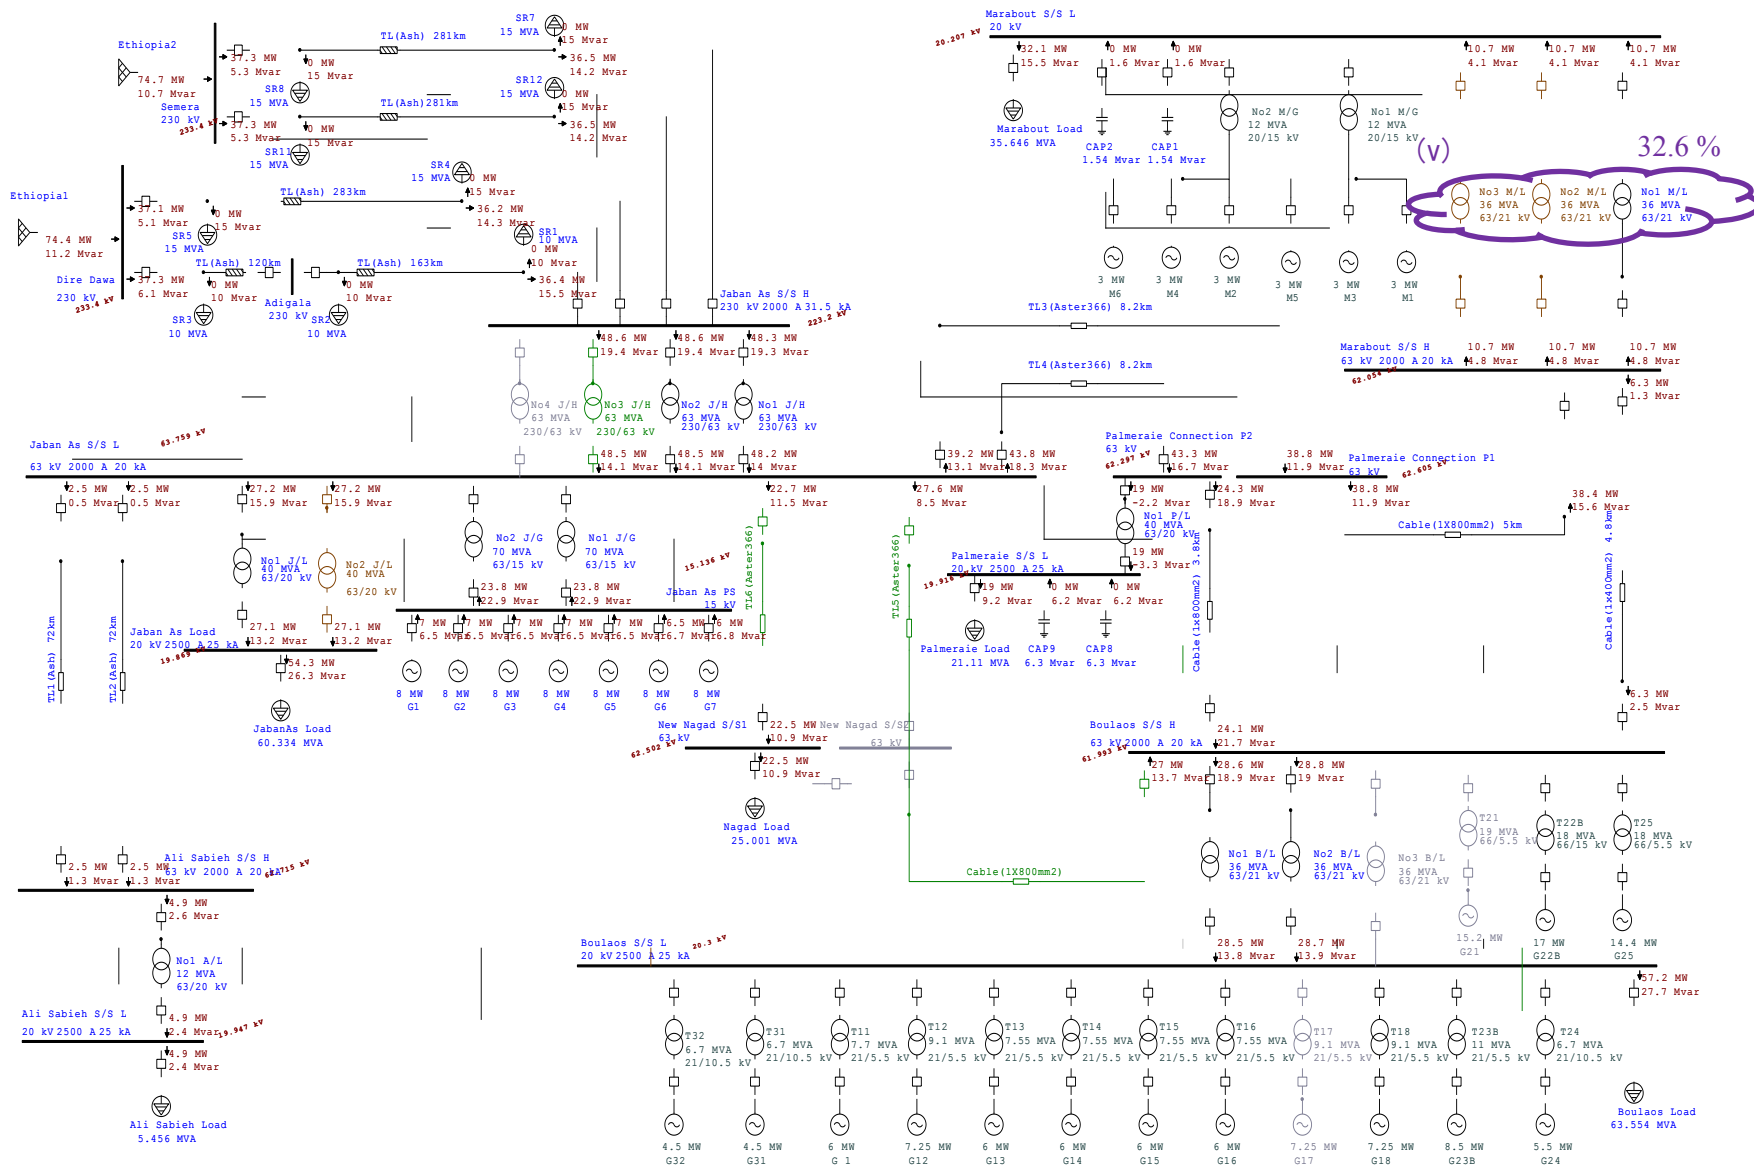 SR7
15 MVA
0 MW
15 Mvar
TL(Ash) 281km
36.5 MW
14.2 Mvar
Ethiopia2
74.7 MW
10.7 Mvar
37.3 MW
5.3 Mvar
0 MW
15 Mvar
SR8
15 MVA
SR12
15 MVA
0 MW
15 Mvar
TL(Ash)281km
36.5 MW
14.2 Mvar
Semera
230 kV
233.4 kV
37.3 MW
5.3 Mvar
0 MW
15 Mvar
SR11
15 MVA
SR4
15 MVA
0 MW
15 Mvar
TL(Ash) 283km
36.2 MW
14.3 Mvar
Ethiopia1
74.4 MW
11.2 Mvar
37.1 MW
5.1 Mvar
0 MW
15 Mvar
SR5
15 MVA
SR1
10 MVA
0 MW
10 Mvar
TL(Ash) 120km
TL(Ash) 163km
36.4 MW
15.5 Mvar
Dire Dawa
230 kV
233.4 kV
37.3 MW
6.1 Mvar
0 MW
10 Mvar
SR3
10 MVA
Adigala
230 kV
0 MW
10 Mvar
SR2
10 MVA
Marabout S/S L
20 kV
20.207 kV
32.1 MW
15.5 Mvar
0 MW
1.6 Mvar
0 MW
1.6 Mvar
10.7 MW
4.1 Mvar
10.7 MW
4.1 Mvar
10.7 MW
4.1 Mvar
Marabout Load
35.646 MVA
CAP2
1.54 Mvar
CAP1
1.54 Mvar
No2 M/G
12 MVA
20/15 kV
No1 M/G
12 MVA
20/15 kV
(v)
32.6 %
No3 M/L
36 MVA
63/21 kV
No2 M/L
36 MVA
63/21 kV
No1 M/L
36 MVA
63/21 kV
3 MW
M6
3 MW
M4
3 MW
M2
3 MW
M5
3 MW
M3
3 MW
M1
Jaban As S/S H
230 kV 2000 A 31.5 kA
223.2 kV
48.6 MW
19.4 Mvar
48.6 MW
19.4 Mvar
48.3 MW
19.3 Mvar
No4 J/H
63 MVA
230/63 kV
No3 J/H
63 MVA
230/63 kV
No2 J/H
63 MVA
230/63 kV
No1 J/H
63 MVA
230/63 kV
48.5 MW
14.1 Mvar
48.5 MW
14.1 Mvar
48.2 MW
14 Mvar
TL3(Aster366) 8.2km
TL4(Aster366) 8.2km
39.2 MW
13.1 Mvar
43.8 MW
18.3 Mvar
Marabout S/S H
63 kV 2000 A 20 kA
62.054 kV
10.7 MW
4.8 Mvar
10.7 MW
4.8 Mvar
10.7 MW
4.8 Mvar
6.3 MW
1.3 Mvar
Jaban As S/S L
63 kV 2000 A 20 kA
63.759 kV
2.5 MW
0.5 Mvar
2.5 MW
0.5 Mvar
27.2 MW
15.9 Mvar
27.2 MW
15.9 Mvar
22.7 MW
11.5 Mvar
27.6 MW
8.5 Mvar
Palmeraie Connection P2
63 kV
62.297 kV
43.3 MW
16.7 Mvar
19 MW
-2.2 Mvar
24.3 MW
18.9 Mvar
Palmeraie Connection P1
63 kV
62.605 kV
38.8 MW
11.9 Mvar
38.8 MW
11.9 Mvar
38.4 MW
15.6 Mvar
Cable(1X800mm2) 5km
Cable(1x400mm2) 4.8km
Cable(1x800mm2) 3.8km
No1 P/L
40 MVA
63/20 kV
19 MW
-3.3 Mvar
Palmeraie S/S L
20 kV 2500 A 25 kA
19.918 kV
19 MW
9.2 Mvar
0 MW
6.2 Mvar
0 MW
6.2 Mvar
Palmeraie Load
21.11 MVA
CAP9
6.3 Mvar
CAP8
6.3 Mvar
TL1(Ash) 72km
TL2(Ash) 72km
No1 J/L
40 MVA
63/20 kV
No2 J/L
40 MVA
63/20 kV
27.1 MW
13.2 Mvar
27.1 MW
13.2 Mvar
Jaban As Load
20 kV 2500 A 25 kA
19.869 kV
54.3 MW
26.3 Mvar
JabanAs Load
60.334 MVA
No2 J/G
70 MVA
63/15 kV
No1 J/G
70 MVA
63/15 kV
15.136 kV
23.8 MW
22.9 Mvar
23.8 MW
22.9 Mvar
Jaban As PS
15 kV
7 MW
6.5 Mvar
7 MW
6.5 Mvar
7 MW
6.5 Mvar
7 MW
6.5 Mvar
6.5 MW
6.7 Mvar
6 MW
6.8 Mvar
8 MW
G1
8 MW
G2
8 MW
G3
8 MW
G4
8 MW
G5
8 MW
G6
8 MW
G7
TL6(Aster366)
TL5(Aster366)
New Nagad S/S1
63 kV
62.502 kV
22.5 MW
10.9 Mvar
22.5 MW
10.9 Mvar
New Nagad S/S2
63 kV
Nagad Load
25.001 MVA
Cable(1X800mm2)
Boulaos S/S H
63 kV 2000 A 20 kA
61.993 kV
24.1 MW
21.7 Mvar
6.3 MW
2.5 Mvar
27 MW
13.7 Mvar
28.6 MW
18.9 Mvar
28.8 MW
19 Mvar
No1 B/L
36 MVA
63/21 kV
No2 B/L
36 MVA
63/21 kV
No3 B/L
36 MVA
63/21 kV
T21
19 MVA
66/5.5 kV
T22B
18 MVA
66/15 kV
T25
18 MVA
66/5.5 kV
15.2 MW
G21
17 MW
G22B
14.4 MW
G25
Ali Sabieh S/S H
63 kV 2000 A 20 kA
2.5 MW
1.3 Mvar
2.5 MW
1.3 Mvar
4.9 MW
2.6 Mvar
No1 A/L
12 MVA
63/20 kV
Ali Sabieh S/S L
20 kV 2500 A 25 kA
19.947 kV
4.9 MW
2.4 Mvar
4.9 MW
2.4 Mvar
Ali Sabieh Load
5.456 MVA
Boulaos S/S L
20 kV 2500 A 25 kA
20.3 kV
28.5 MW
13.8 Mvar
28.7 MW
13.9 Mvar
57.2 MW
27.7 Mvar
T32
6.7 MVA
21/10.5 kV
T31
6.7 MVA
21/10.5 kV
T11
7.7 MVA
21/5.5 kV
T12
9.1 MVA
21/5.5 kV
T13
7.55 MVA
21/5.5 kV
T14
7.55 MVA
21/5.5 kV
T15
7.55 MVA
21/5.5 kV
T16
7.55 MVA
21/5.5 kV
T17
9.1 MVA
21/5.5 kV
T18
9.1 MVA
21/5.5 kV
T23B
11 MVA
21/5.5 kV
T24
6.7 MVA
21/10.5 kV
4.5 MW
G32
4.5 MW
G31
6 MW
G 1
7.25 MW
G12
6 MW
G13
6 MW
G14
6 MW
G15
6 MW
G16
7.25 MW
G17
7.25 MW
G18
8.5 MW
G23B
5.5 MW
G24
Boulaos Load
63.554 MVA